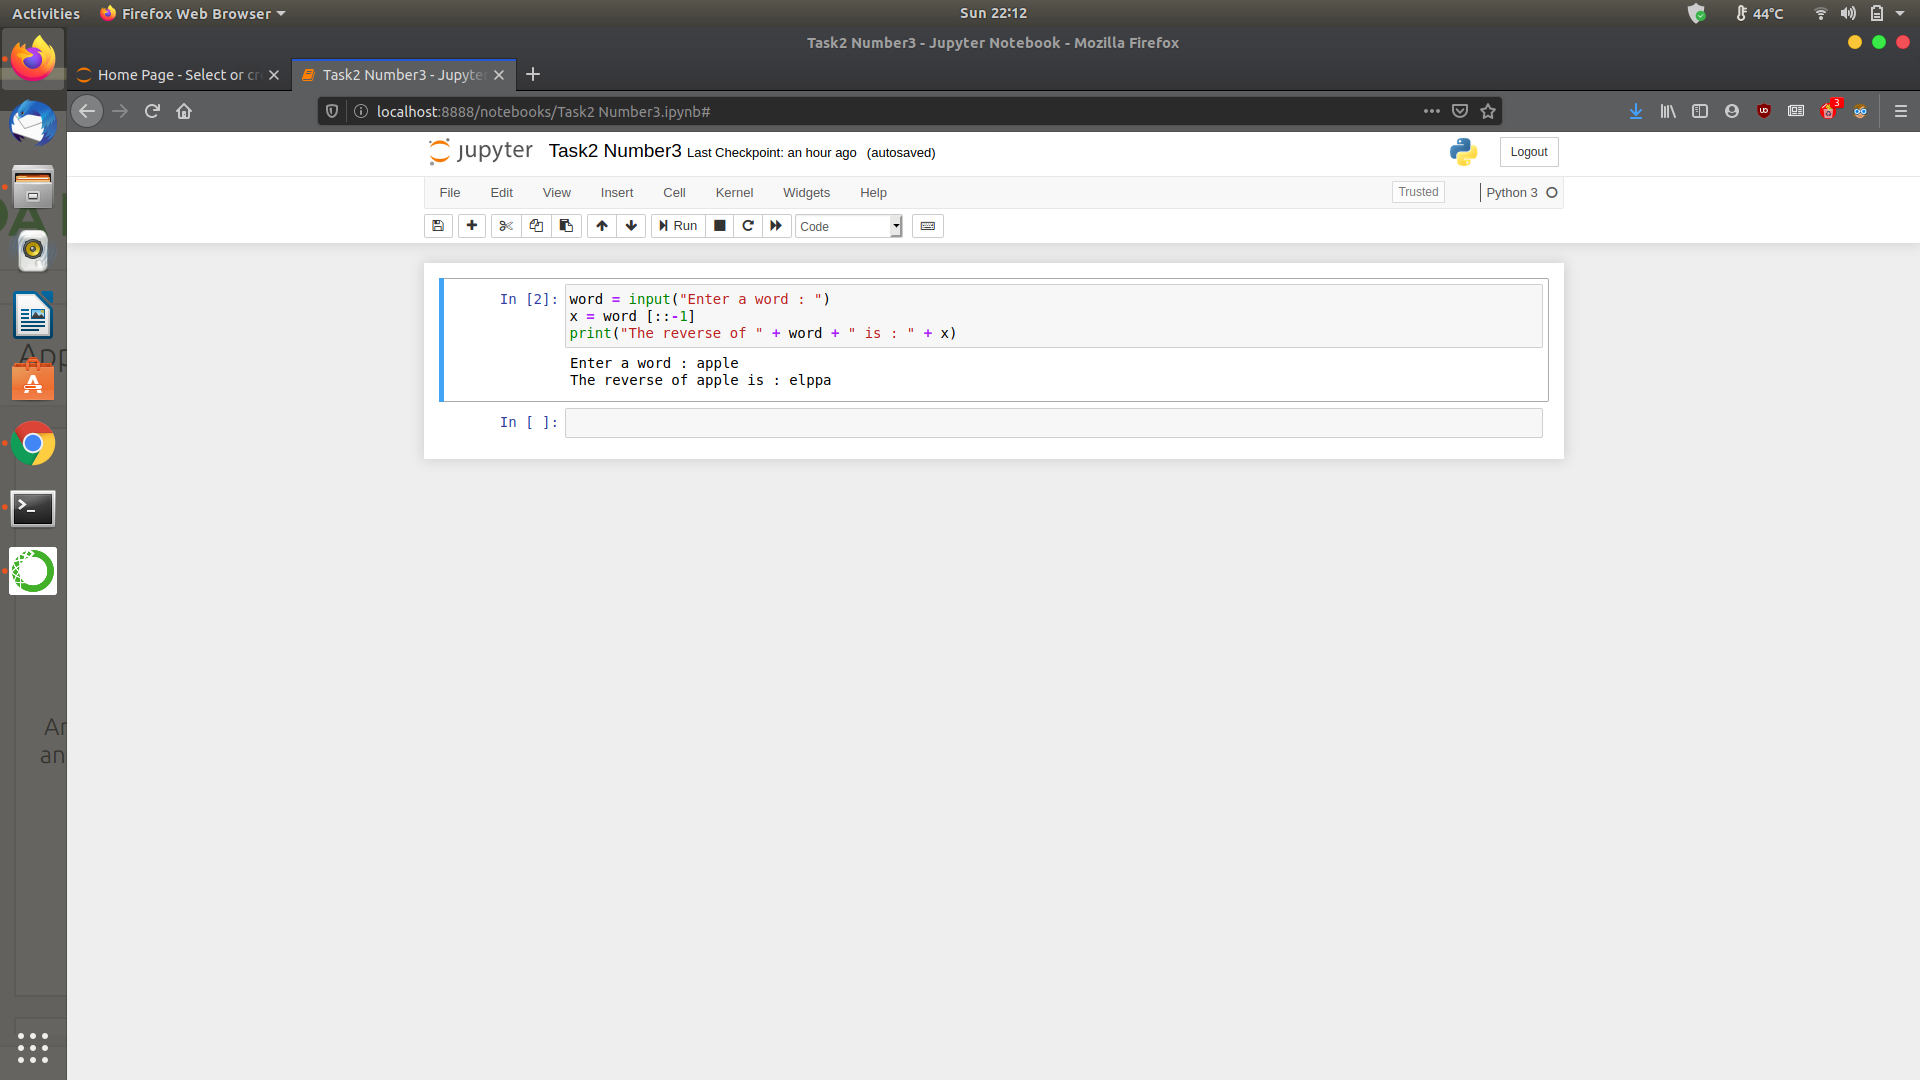 Activities Firefox Web Browser Sun 22:12 44°C
Task2 Number3 - Jupyter Notebook - Mozilla Firefox
Home Page - Select or cr Task2 Number3 - Jupyter
localhost:8888/notebooks/Task2 Number3.ipynb# 3
jupyter Task2 Number3 Last Checkpoint: an hour ago (autosaved) Logout
File Edit View Insert Cell Kernel Widgets Help Trusted Python 3
Run Code
In [2]: word = input("Enter a word : ")
x = word [::-1]
print("The reverse of " + word + " is : " + x)
Enter a word : apple
The reverse of apple is : elppa
In [ ]:
App
an